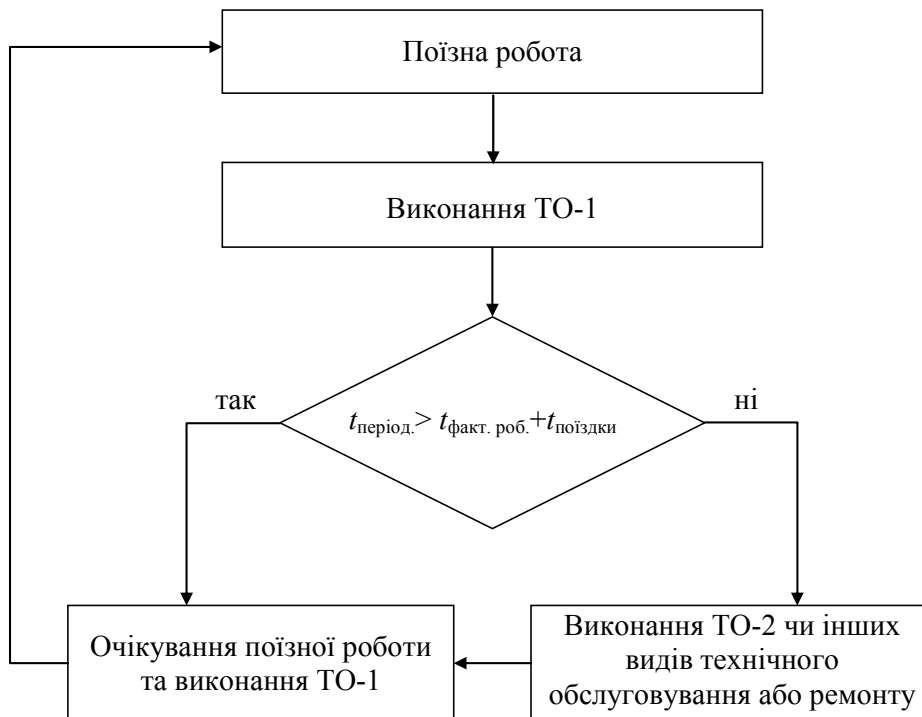 Поїзна робота
Виконання ТО-1
так
ні
tперіод.> tфакт. роб.+tпоїздки
Очікування поїзної роботи
та виконання ТО-1
Виконання ТО-2 чи інших
видів технічного
обслуговування або ремонту